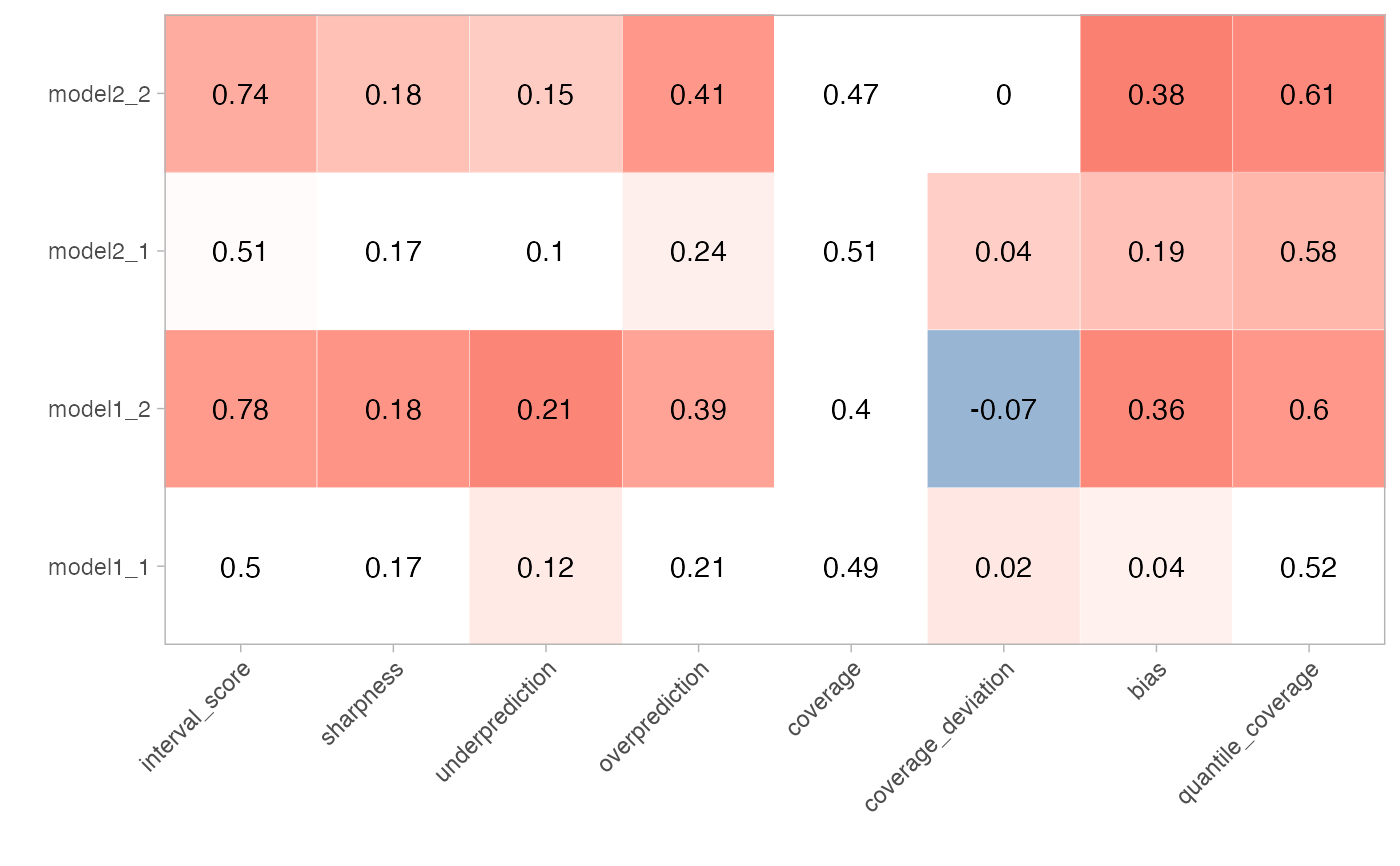 model2_2 0.74 0.18 0.15 0.41 0.47 0 0.38 0.61
model2_1 0.51 0.17 0.1 0.24 0.51 0.04 0.19 0.58
model1_2 0.78 0.18 0.21 0.39 0.4 -0.07 0.36 0.6
model1_1 0.5 0.17 0.12 0.21 0.49 0.02 0.04 0.52
interval_score
sharpness
underprediction
overprediction
coverage
coverage_deviation
bias
quantile_coverage